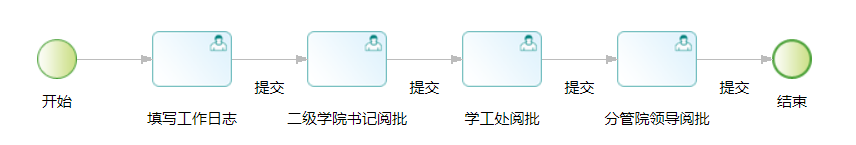 提交
提交
提交
提交
开始
填写工作日志
二级学院书记阅批
学工处阅批
分管院领导阅批
结束